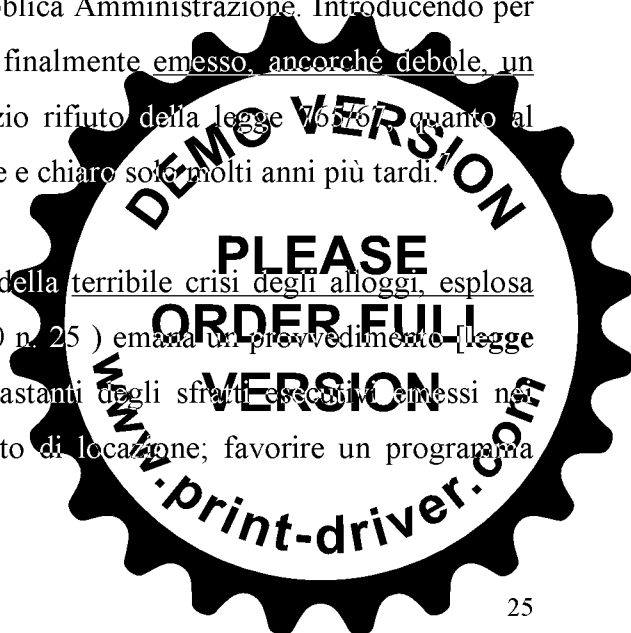 bblica Amministrazione. Introducendo per
finalmente emesso, ancorché debole, un
zio rifiuto della legge 765/67, quanto al
e e chiaro solo molti anni più tardi.
della terribile crisi degli alloggi, esplosa
n. 25 ) emana un provvedimento [legge
astanti degli sfratti esecutivi emessi nei
to di locazione; favorire un programma
25
DEMO VERSION
PLEASE
ORDER FULL
VERSION
www.print-driver.com